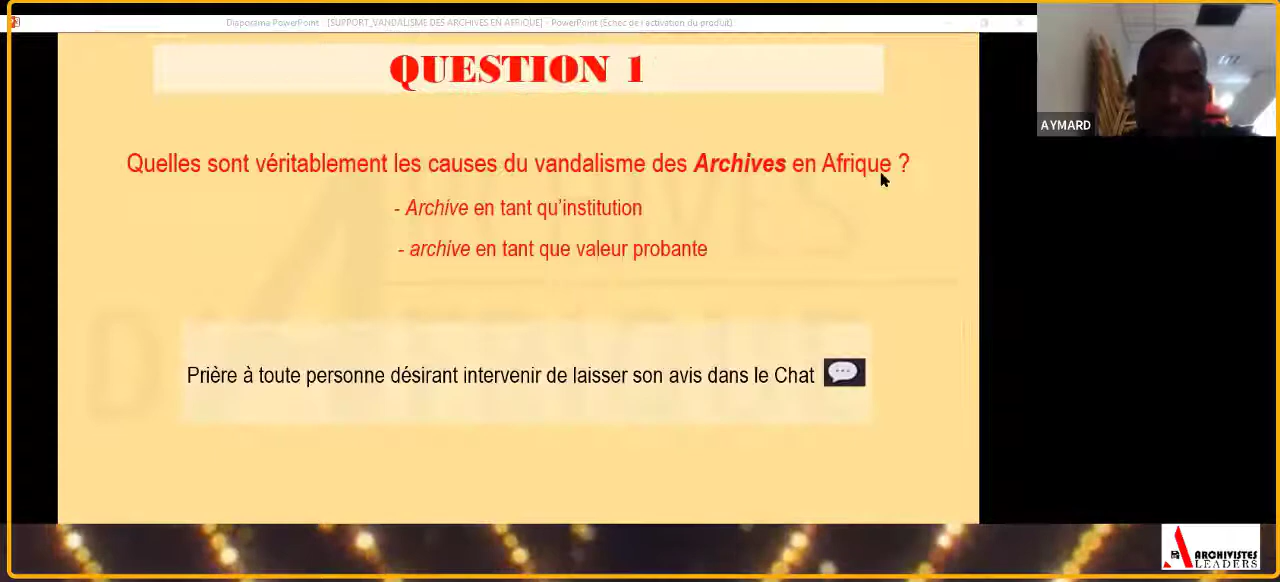 Diaporama PowerPoint - [SUPPORT_VANDALISME DES ARCHIVES EN AFRIQUE] - PowerPoint (Échec de l'activation du produit)
QUESTION 1
AYMARD
Quelles sont véritablement les causes du vandalisme des Archives en Afrique ?
- Archive en tant qu'institution
- archive en tant que valeur probante
Prière à toute personne désirant intervenir de laisser son avis dans le Chat
ARCHIVISTES
LEADERS